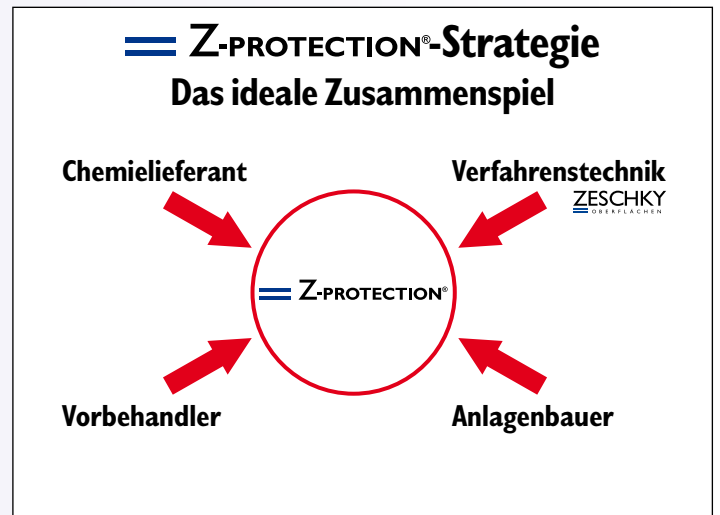 Z-PROTECTION®-Strategie
Das ideale Zusammenspiel
Chemielieferant
Verfahrenstechnik
ZESCHKY
OBERFLÄCHEN
Z-PROTECTION®
Vorbehandler
Anlagenbauer